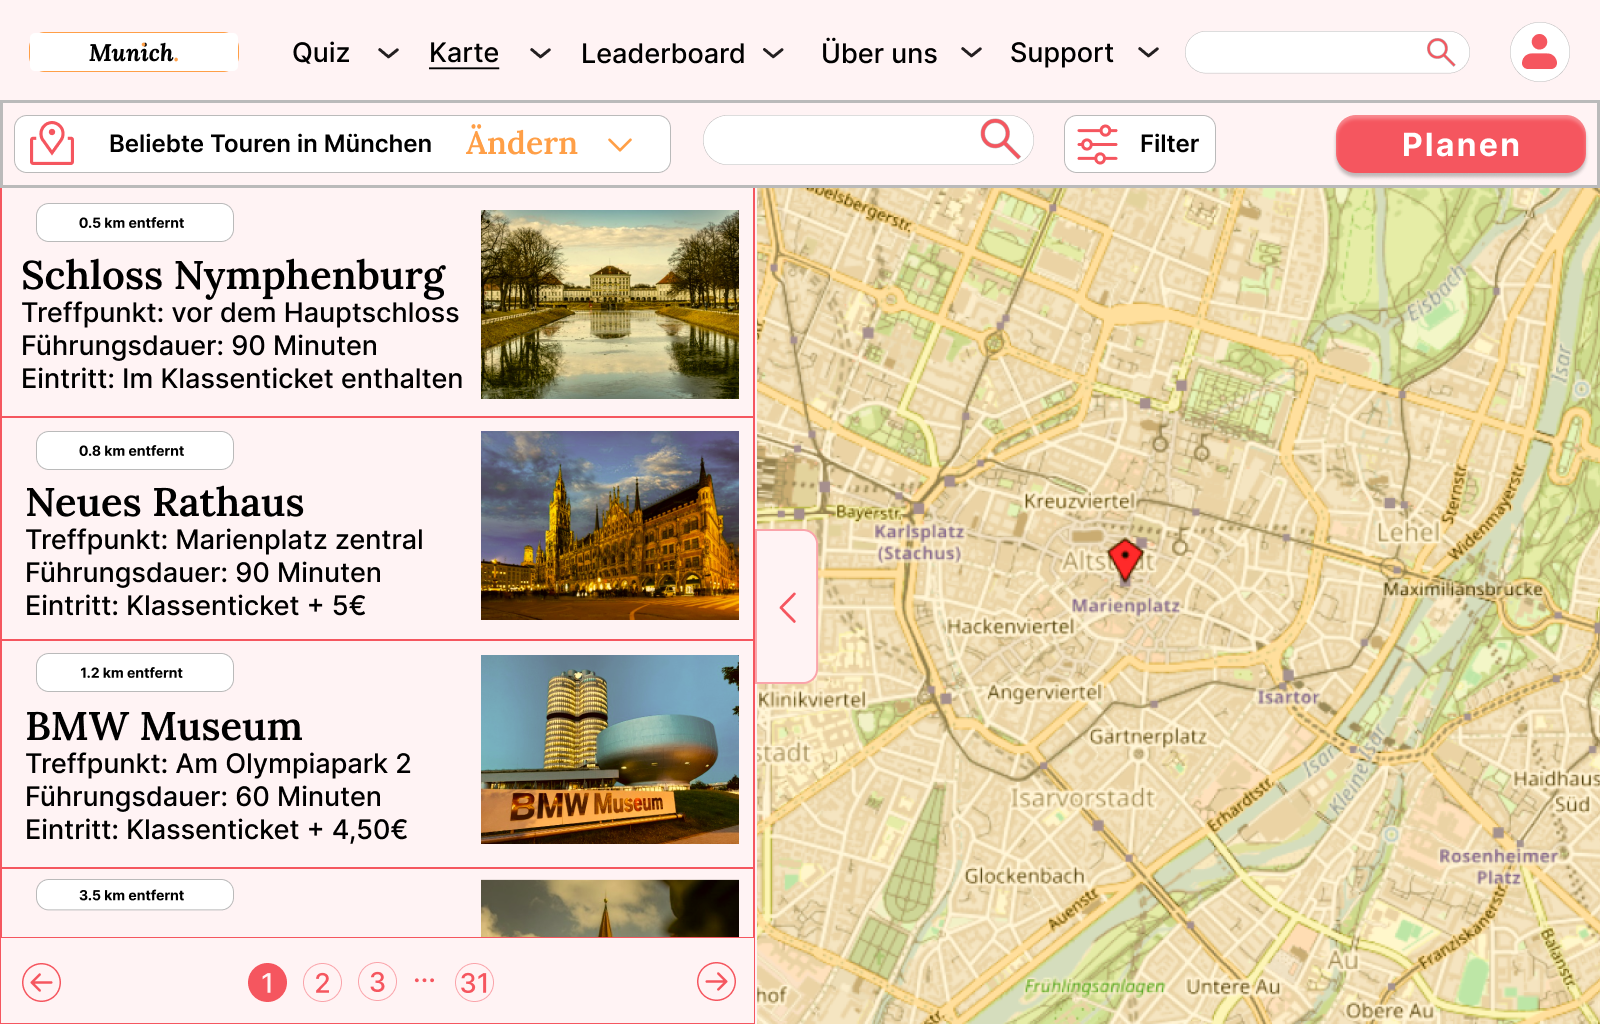 Munich.
Quiz
Karte
Leaderboard
Über uns
Support
Beliebte Touren in München
Ändern
Filter
Planen
0.5 km entfernt
Schloss Nymphenburg
Treffpunkt: vor dem Hauptschloss
Führungsdauer: 90 Minuten
Eintritt: Im Klassenticket enthalten
0.8 km entfernt
Neues Rathaus
Treffpunkt: Marienplatz zentral
Führungsdauer: 90 Minuten
Eintritt: Klassenticket + 5€
1.2 km entfernt
BMW Museum
Treffpunkt: Am Olympiapark 2
Führungsdauer: 60 Minuten
Eintritt: Klassenticket + 4,50€
BMW Museum
3.5 km entfernt
1
2
3
...
31
belsbergerstr.
Eisbach
Isar
Kreuzviertel
Bayerstr.
Karlsplatz
(Stachus)
Lehel
Sternstr.
Widenmayerstr.
Altstadt
Maximiliansbrücke
Marienplatz
Hackenviertel
Klinikviertel
Angerviertel
Isartor
stadt
Gärtnerplatz
Isar
Kleine Isar
Haidhaus
Süd
Isarvorstadt
Erhardtstr.
Rosenheimer
Platz
Glockenbach
Auenstr.
Franziskanerstr.
Balanstr.
Au
hof
Frühlingsanlagen
Untere Au
Obere Au